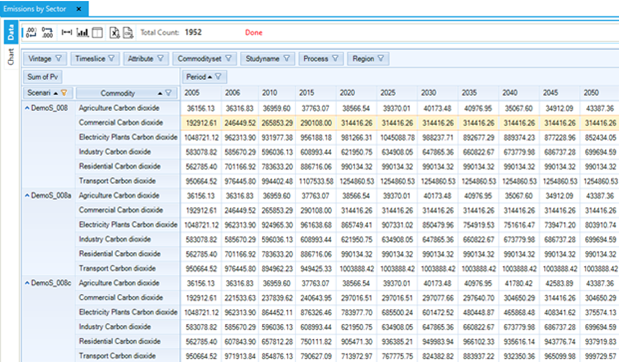 Emissions by Sector ×
Total Count: 1952 Done
Data
Chart
Vintage Timeslice Attribute Commodityset Studyname Process Region
Sum of Pv Period
Scenari Commodity 2005 2006 2010 2015 2020 2025 2030 2035 2040 2045 2050
DemoS_008 Agriculture Carbon dioxide 36156.13 36316.83 36959.60 37763.07 38566.54 39370.01 40173.48 40976.95 35067.60 34912.09 43387.36
Commercial Carbon dioxide 192912.61 246449.52 265853.29 290108.00 314416.26 314416.26 314416.26 314416.26 314416.26 314416.26 314416.26
Electricity Plants Carbon dioxide 1048721.12 962313.90 931977.38 956188.18 981266.31 1045088.78 988237.71 892677.29 889374.23 877228.96 852434.05
Industry Carbon dioxide 583078.82 585670.29 596036.13 608993.44 621950.75 634908.05 647865.36 660822.67 673779.98 686737.28 699694.59
Residential Carbon dioxide 562785.40 701166.92 783633.20 886716.06 990134.32 990134.32 990134.32 990134.32 990134.32 990134.32 990134.32
Transport Carbon dioxide 950664.52 976445.80 994402.48 1107533.58 1254860.53 1254860.53 1254860.53 1254860.53 1254860.53 1254860.53 1254860.53
DemoS_008a Agriculture Carbon dioxide 36156.13 36316.83 36959.60 37763.07 38566.54 39370.01 40173.48 40976.95 35067.60 34912.09 43387.36
Commercial Carbon dioxide 192912.61 246449.52 265853.29 290108.00 314416.26 314416.26 314416.26 314416.26 314416.26 314416.26 314416.26
Electricity Plants Carbon dioxide 1048721.12 962313.90 924965.30 961638.68 865749.41 907331.02 850479.96 754919.53 751616.47 739471.20 803910.74
Industry Carbon dioxide 583078.82 585670.29 596036.13 608993.44 621950.75 634908.05 647865.36 660822.67 673779.98 686737.28 699694.59
Residential Carbon dioxide 562785.40 701166.92 783633.20 886716.06 990134.32 990134.32 990134.32 990134.32 990134.32 990134.32 990134.32
Transport Carbon dioxide 950664.52 976445.80 894962.23 949425.33 1003888.42 1003888.42 1003888.42 1003888.42 1003888.42 1003888.42 1003888.42
DemoS_008c Agriculture Carbon dioxide 36156.13 36316.83 36959.60 37763.07 38566.54 39370.01 40173.48 40976.95 41780.42 42583.89 43387.36
Commercial Carbon dioxide 192912.61 221533.63 237839.62 240643.95 297016.51 297016.51 297077.66 297640.70 304650.29 314416.26 304650.29
Electricity Plants Carbon dioxide 1048721.12 962313.90 864452.11 876326.46 783977.70 685500.24 601472.52 480448.87 465868.48 408341.62 375574.13
Industry Carbon dioxide 583078.82 585670.29 596036.13 608993.44 621950.75 634908.05 647865.36 660822.67 673779.98 686737.28 699694.59
Residential Carbon dioxide 562785.40 607843.90 657812.28 750111.82 905471.30 936385.21 949983.94 966102.33 935616.14 943776.74 937870.91
Transport Carbon dioxide 950664.52 971913.84 854876.13 790627.09 713972.97 767775.75 824382.82 883937.22 932350.36 965099.98 999729.57